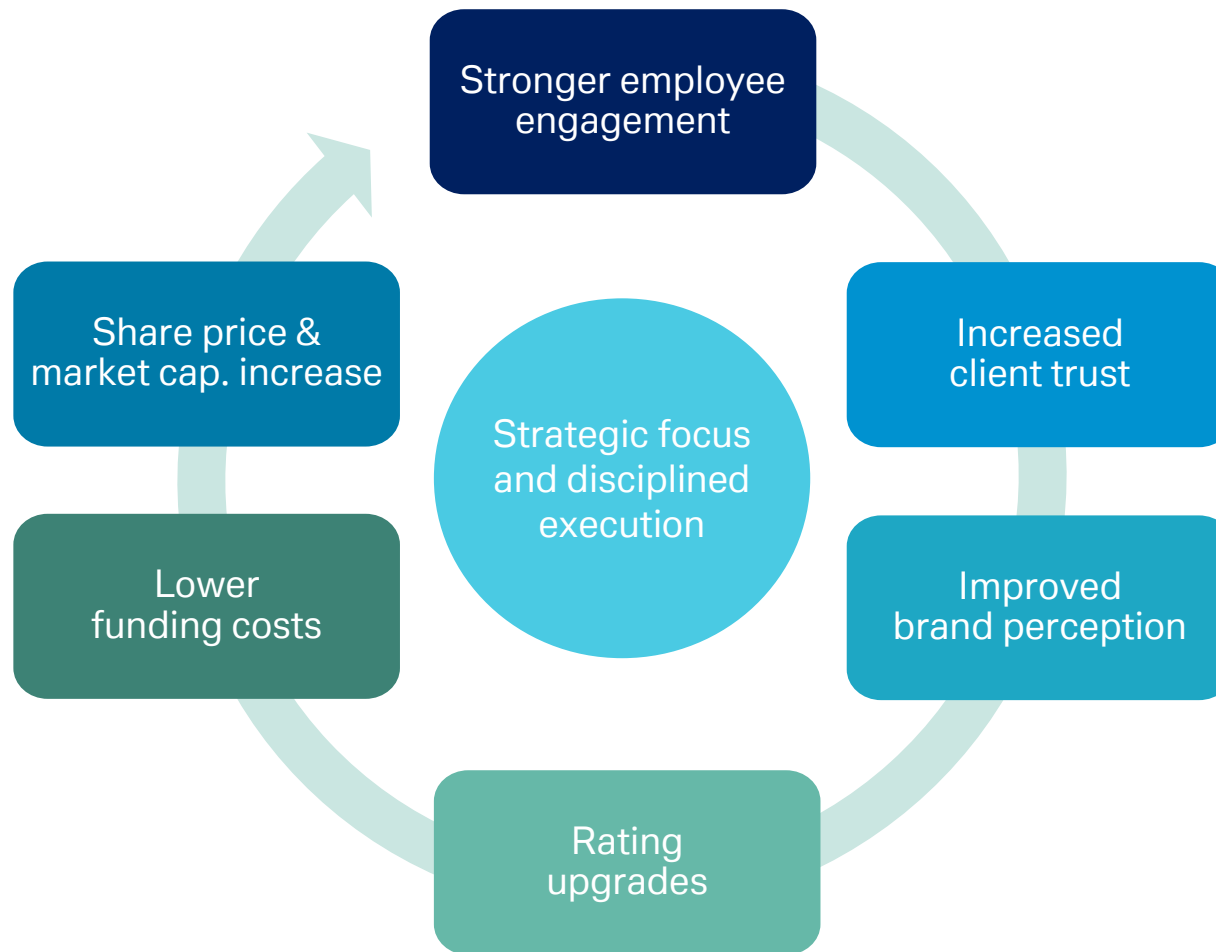 Stronger employee
engagement
Increased
client trust
Improved
brand perception
Rating
upgrades
Lower
funding costs
Share price &
market cap. increase
Strategic focus
and disciplined
execution